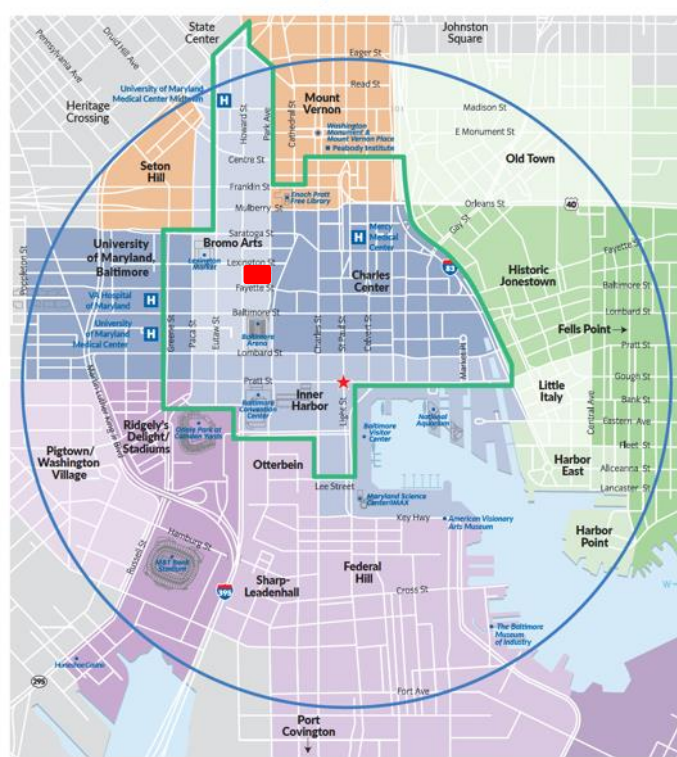 State
Center
Johnston
Square
Pennsylvania Ave
Druid Hill Ave
Eager St
Read St
University of Maryland
Medical Center Midtown
H
Howard St
Park Ave
Cathedral St
Mount
Vernon
Madison St
Heritage
Crossing
Washington
Monument &
Mount Vernon Place
Peabody Institute
E Monument St
Old Town
Centre St
Seton
Hill
Franklin St
Enoch Pratt
Free Library
Mulberry St
Orleans St
40
Gay St
Saratoga St
University
of Maryland,
Baltimore
Bromo Arts
Lexington
Market
Lexington St
H
Mercy
Medical
Center
Fayette St
Poppleton St
Charles
Center
83
Historic
Jonestown
Fayette St
Baltimore St
VA Hospital
of Maryland
H
Baltimore St
Lombard St
University
of Maryland
Medical Center
H
Greene St
Paca St
Eutaw St
Baltimore
Arena
Charles St
St Paul St
Calvert St
Fells Point
Lombard St
Pratt St
Market Pl
Pratt St
Inner
Harbor
Light St
Little
Italy
Gough St
Bank St
Baltimore
Convention
Center
Central Ave
Eastern Ave
Martin Luther King Jr Blvd
Ridgely's
Delight/
Stadiums
Oriole Park at
Camden Yards
Baltimore
Visitor
Center
National
Aquarium
Fleet St
Pigtown/
Washington
Village
Otterbein
Harbor
East
Aliceanna St
Lancaster St
Lee Street
Maryland Science
Center/IMAX
Key Hwy
American Visionary
Arts Museum
Harbor
Point
Hamburg St
Russell St
M&T Bank
Stadium
Federal
Hill
Sharp-
Leadenhall
Cross St
395
W
The Baltimore
Museum
of Industry
Horseshoe Casino
295
Fort Ave
Port
Covington